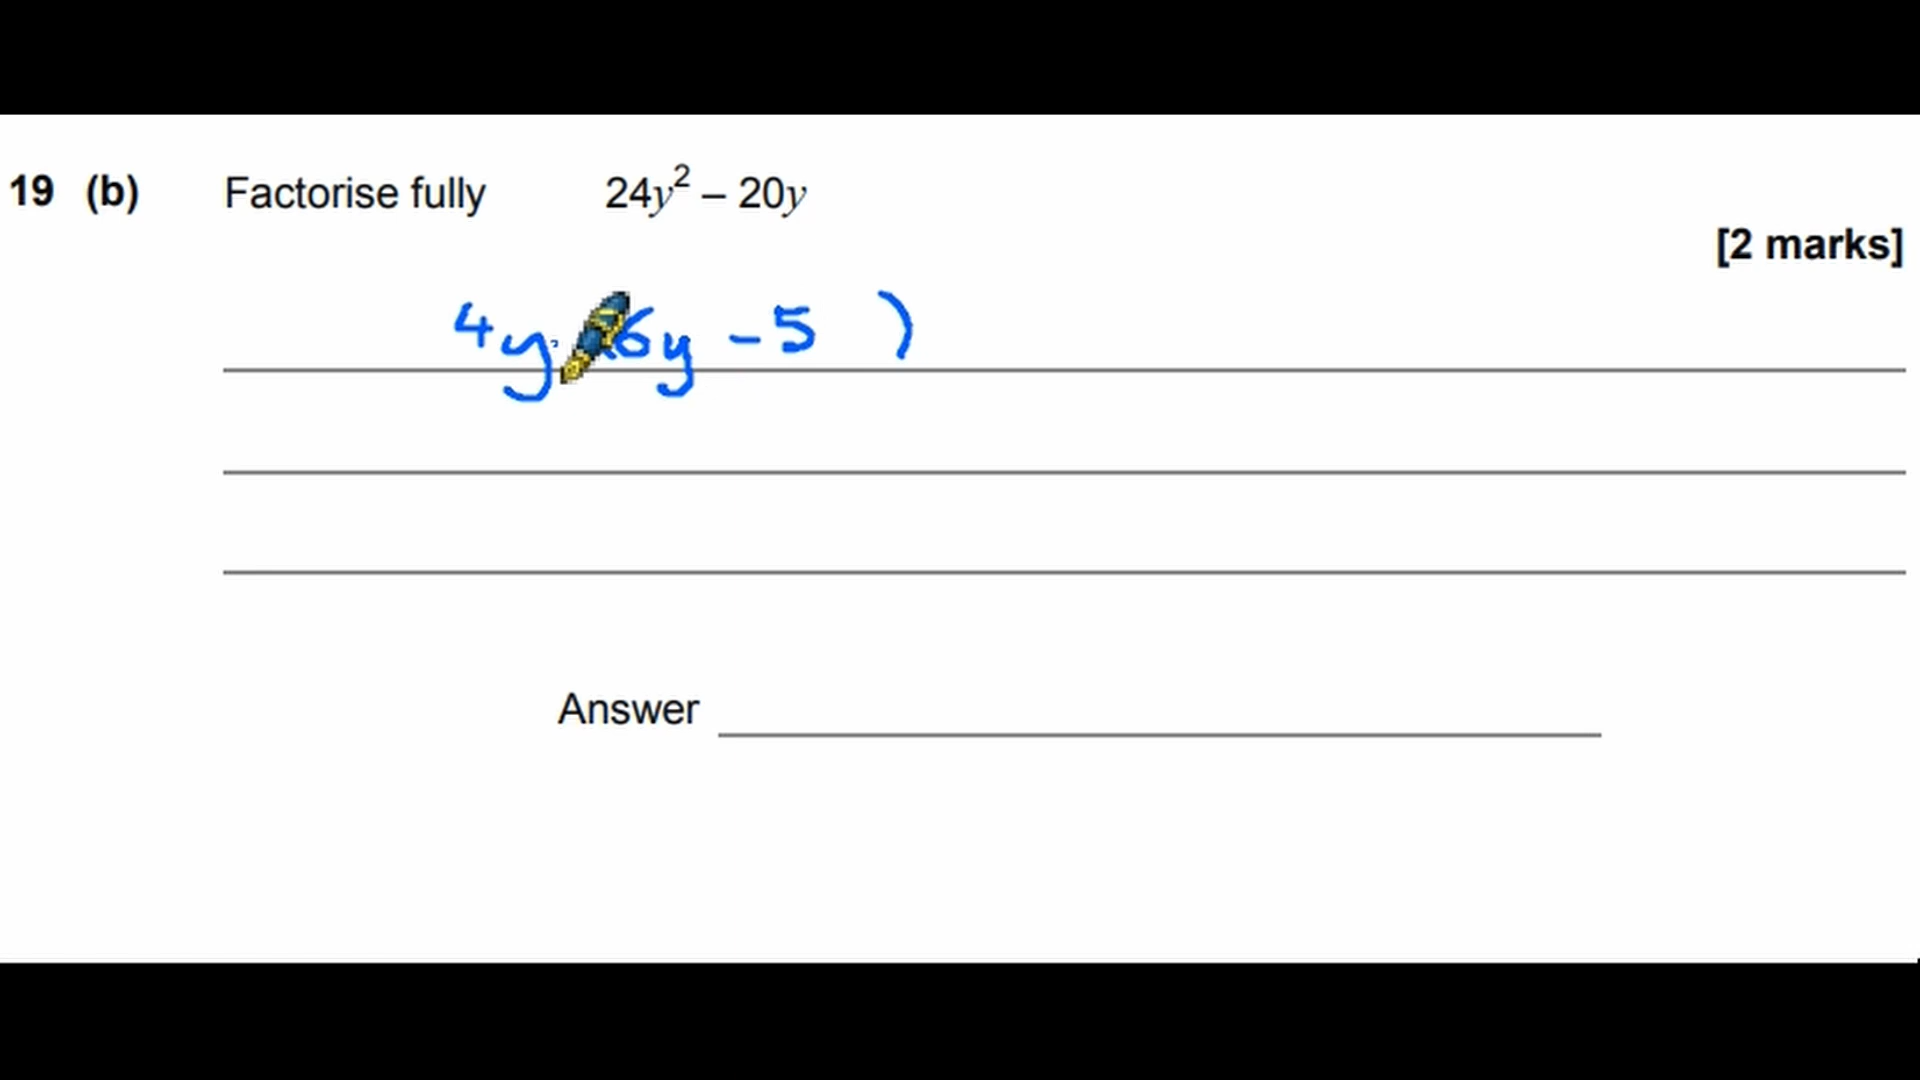 19 (b) Factorise fully 24y² – 20y
[2 marks]
4y (6y – 5 )
Answer